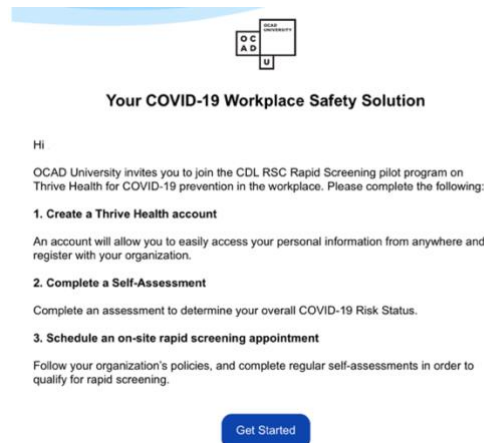 OCAD
UNIVERSITY
O C
A D
U
Your COVID-19 Workplace Safety Solution
Hi
OCAD University invites you to join the CDL RSC Rapid Screening pilot program on
Thrive Health for COVID-19 prevention in the workplace. Please complete the following:
1. Create a Thrive Health account
An account will allow you to easily access your personal information from anywhere and
register with your organization.
2. Complete a Self-Assessment
Complete an assessment to determine your overall COVID-19 Risk Status.
3. Schedule an on-site rapid screening appointment
Follow your organization's policies, and complete regular self-assessments in order to
qualify for rapid screening.
Get Started